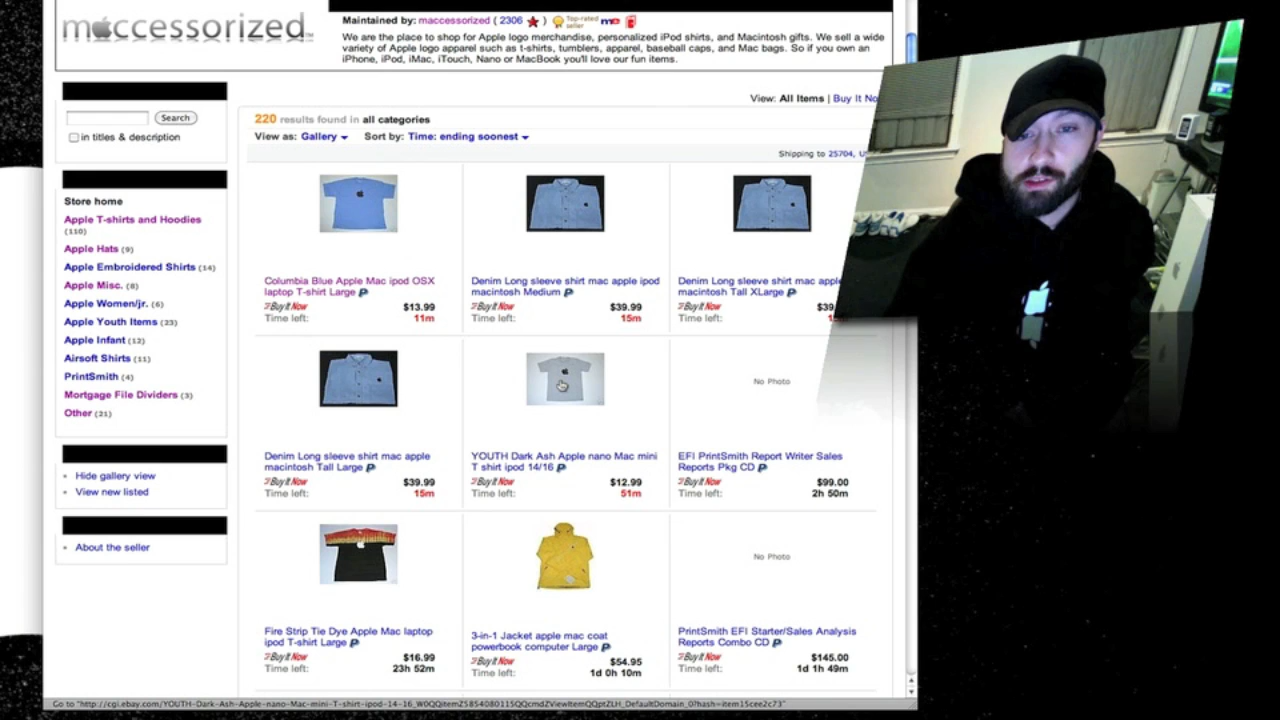 maccessorized
Maintained by: maccessorized ( 2306 ) Top-rated seller me
We are the place to shop for Apple logo merchandise, personalized iPod shirts, and Macintosh gifts. We sell a wide
variety of Apple logo apparel such as t-shirts, tumblers, apparel, baseball caps, and Mac bags. So if you own an
iPhone, iPod, iMac, iTouch, Nano or MacBook you'll love our fun items.
View: All Items | Buy It No
Search
in titles & description
220 results found in all categories
View as: Gallery Sort by: Time: ending soonest
Shipping to 25704, U
Store home
Apple T-shirts and Hoodies
(110)
Apple Hats (9)
Apple Embroidered Shirts (14)
Apple Misc. (8)
Apple Women/jr. (6)
Apple Youth Items (23)
Apple Infant (12)
Airsoft Shirts (11)
PrintSmith (4)
Mortgage File Dividers (3)
Other (21)
Hide gallery view
View new listed
About the seller
Columbia Blue Apple Mac ipod OSX
laptop T-shirt Large
Buy It Now $13.99
Time left: 11m
Denim Long sleeve shirt mac apple ipod
macintosh Medium
Buy It Now $39.99
Time left: 15m
Denim Long sleeve shirt mac apple
macintosh Tall XLarge
Buy It Now $39.
Time left:
Denim Long sleeve shirt mac apple
macintosh Tall Large
Buy It Now $39.99
Time left: 15m
YOUTH Dark Ash Apple nano Mac mini
T shirt ipod 14/16
Buy It Now $12.99
Time left: 51m
No Photo
EFI PrintSmith Report Writer Sales
Reports Pkg CD
Buy It Now $99.00
Time left: 2h 50m
Fire Strip Tie Dye Apple Mac laptop
ipod T-shirt Large
Buy It Now $16.99
Time left: 23h 52m
3-in-1 Jacket apple mac coat
powerbook computer Large
Buy It Now $54.95
Time left: 1d 0h 10m
No Photo
PrintSmith EFI Starter/Sales Analysis
Reports Combo CD
Buy It Now $145.00
Time left: 1d 1h 49m